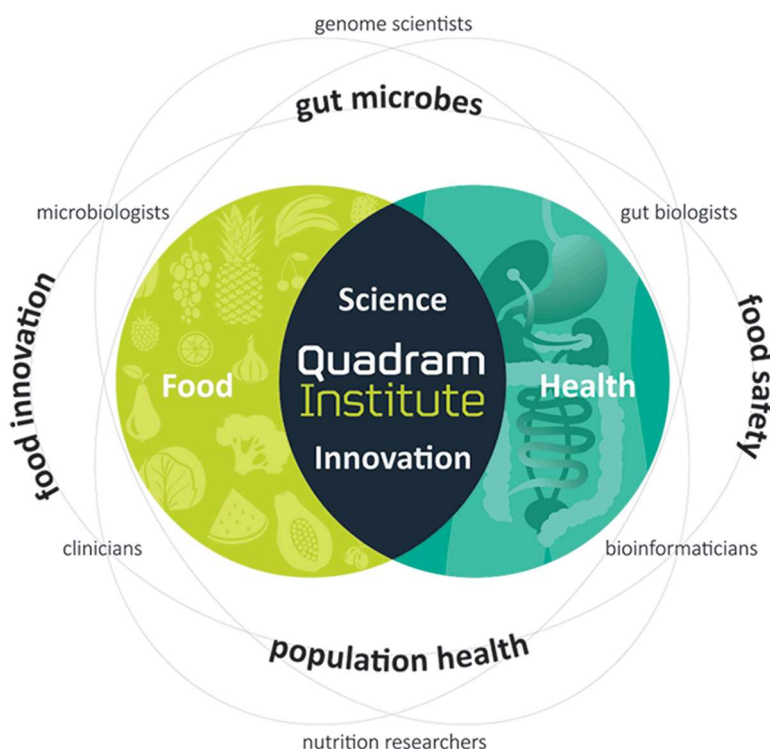 genome scientists
gut microbes
microbiologists
gut biologists
food innovation
food safety
Science
Quadram
Institute
Innovation
Food
Health
clinicians
bioinformaticians
population health
nutrition researchers